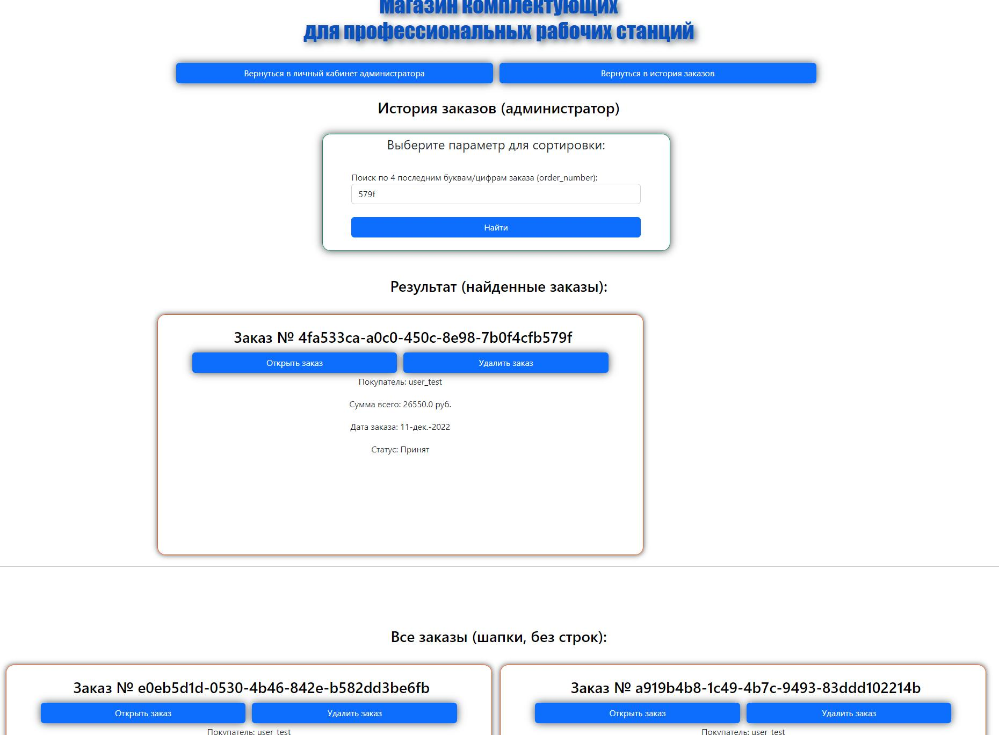 Магазин комплектующих
для профессиональных рабочих станций
Вернуться в личный кабинет администратора
Вернуться в история заказов
История заказов (администратор)
Выберите параметр для сортировки:
Поиск по 4 последним буквам/цифрам заказа (order_number):
579f
Найти
Результат (найденные заказы):
Заказ № 4fa533ca-a0c0-450c-8e98-7b0f4cfb579f
Открыть заказ
Удалить заказ
Покупатель: user_test
Сумма всего: 26550.0 руб.
Дата заказа: 11-дек.-2022
Статус: Принят
Все заказы (шапки, без строк):
Заказ № e0eb5d1d-0530-4b46-842e-b582dd3be6fb
Открыть заказ
Удалить заказ
Покупатель: user_test
Заказ № a919b4b8-1c49-4b7c-9493-83ddd102214b
Открыть заказ
Удалить заказ
Покупатель: user_test